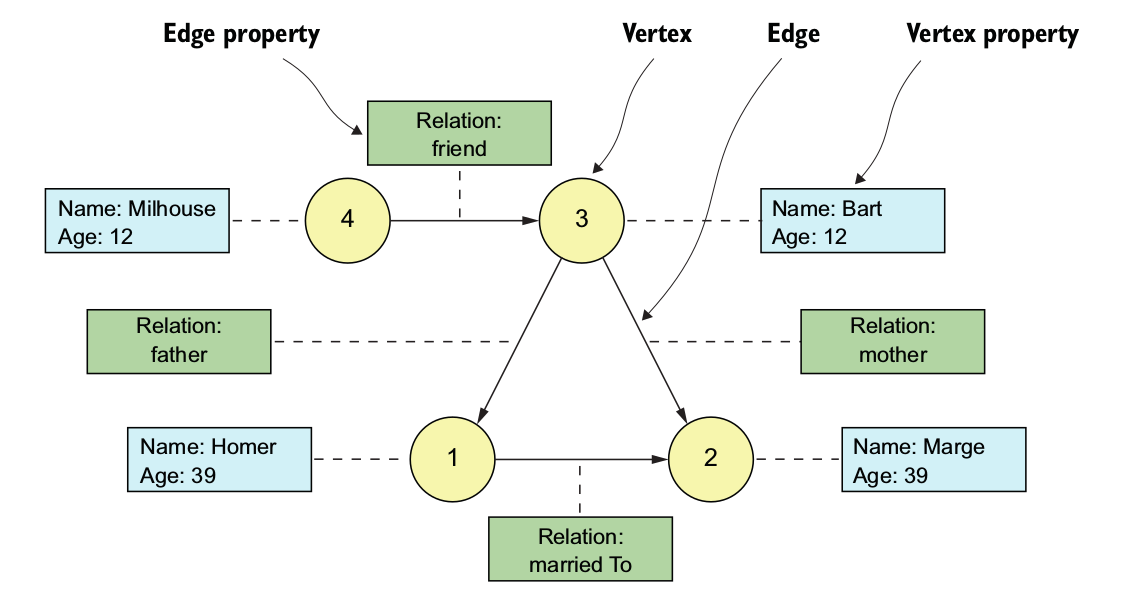 Edge property
Vertex
Edge
Vertex property
Relation:
friend
Name: Milhouse
Age: 12
4
3
Name: Bart
Age: 12
Relation:
father
Relation:
mother
Name: Homer
Age: 39
1
2
Name: Marge
Age: 39
Relation:
married To